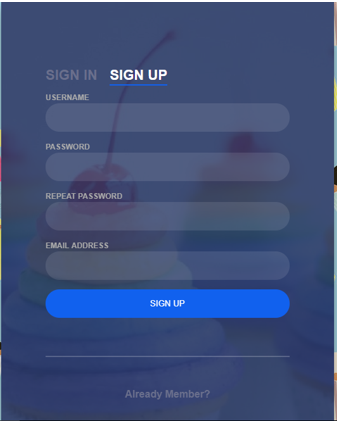 SIGN IN SIGN UP
USERNAME
PASSWORD
REPEAT PASSWORD
EMAIL ADDRESS
SIGN UP
Already Member?